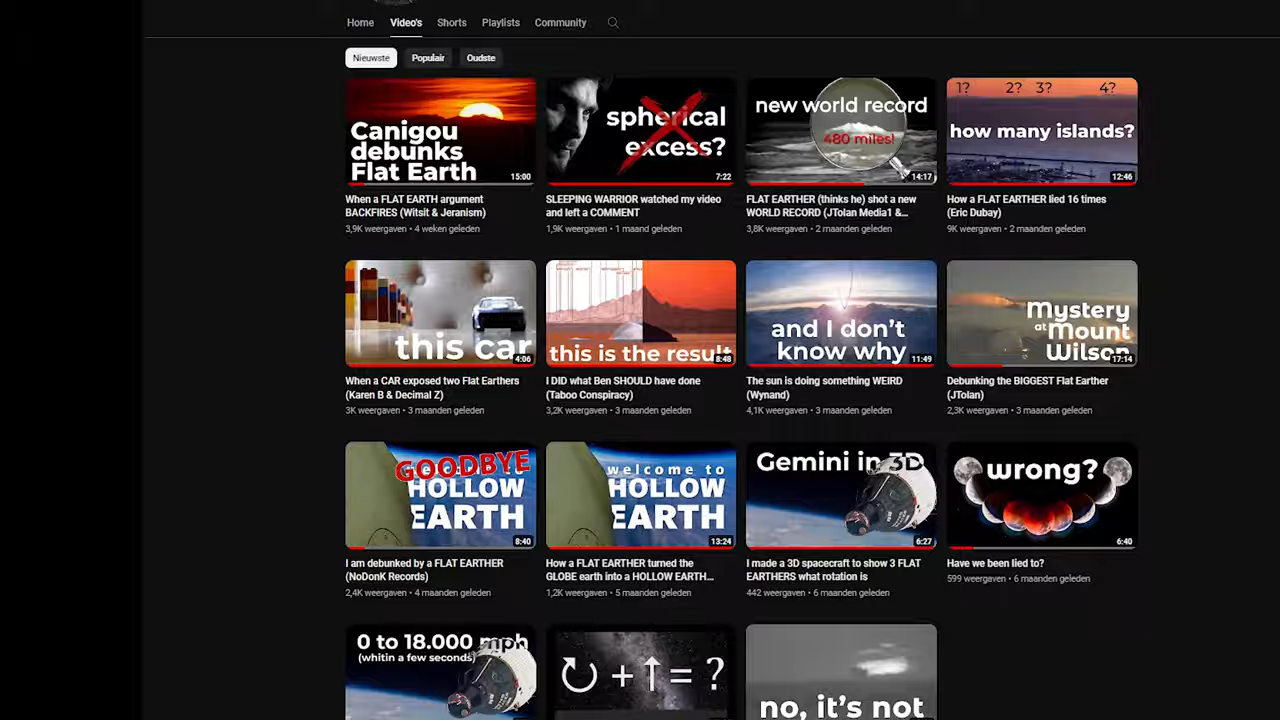 Home Video's Shorts Playlists Community
Nieuwste Populair Oudste
Canigou
debunks
Flat Earth
15:00
spherical
excess?
7:22
new world record
480 miles!
14:17
1? 2? 3? 4?
how many islands?
12:46
When a FLAT EARTH argument
BACKFIRES (Witsit & Jeranism)
3,9K weergaven • 4 weken geleden
SLEEPING WARRIOR watched my video
and left a COMMENT
1,9K weergaven • 1 maand geleden
FLAT EARTHER (thinks he) shot a new
WORLD RECORD (JTolan Media1 &...
3,8K weergaven • 2 maanden geleden
How a FLAT EARTHER lied 16 times
(Eric Dubay)
9K weergaven • 2 maanden geleden
this car
4:06
this is the result
8:48
and I don't
know why
11:49
Mystery
at Mount
Wilson
17:14
When a CAR exposed two Flat Earthers
(Karen B & Decimal Z)
3K weergaven • 3 maanden geleden
I DID what Ben SHOULD have done
(Taboo Conspiracy)
3,2K weergaven • 3 maanden geleden
The sun is doing something WEIRD
(Wynand)
4,1K weergaven • 3 maanden geleden
Debunking the BIGGEST Flat Earther
(JTolan)
2,3K weergaven • 3 maanden geleden
GOODBYE
HOLLOW
EARTH
8:40
welcome to
HOLLOW
EARTH
13:24
Gemini in 3D
6:27
wrong?
6:40
I am debunked by a FLAT EARTHER
(NoDonK Records)
2,4K weergaven • 4 maanden geleden
How a FLAT EARTHER turned the
GLOBE earth into a HOLLOW EARTH...
1,2K weergaven • 5 maanden geleden
I made a 3D spacecraft to show 3 FLAT
EARTHERS what rotation is
442 weergaven • 6 maanden geleden
Have we been lied to?
599 weergaven • 6 maanden geleden
0 to 18.000 mph
(whitin a few seconds)
+ = ?
no, it's not